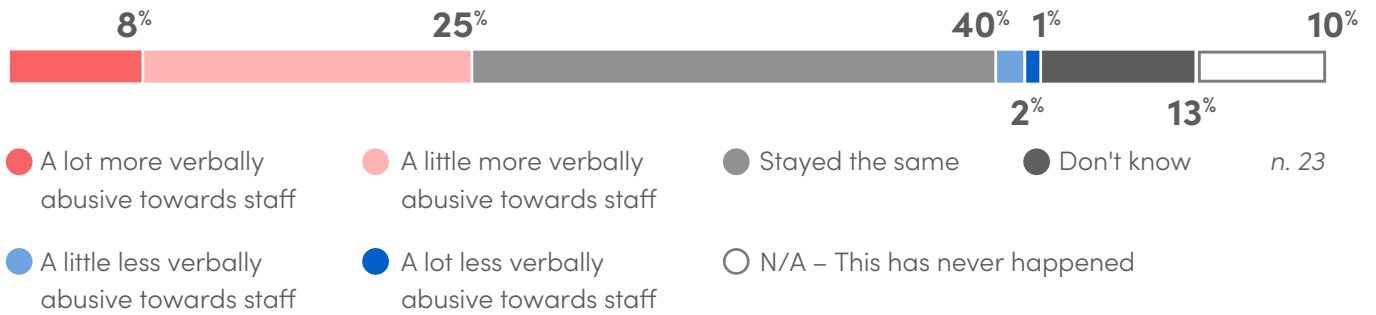 8% 25% 40% 1% 10%
2% 13%
A lot more verbally
abusive towards staff
A little more verbally
abusive towards staff
Stayed the same
Don't know
n. 23
A little less verbally
abusive towards staff
A lot less verbally
abusive towards staff
N/A – This has never happened